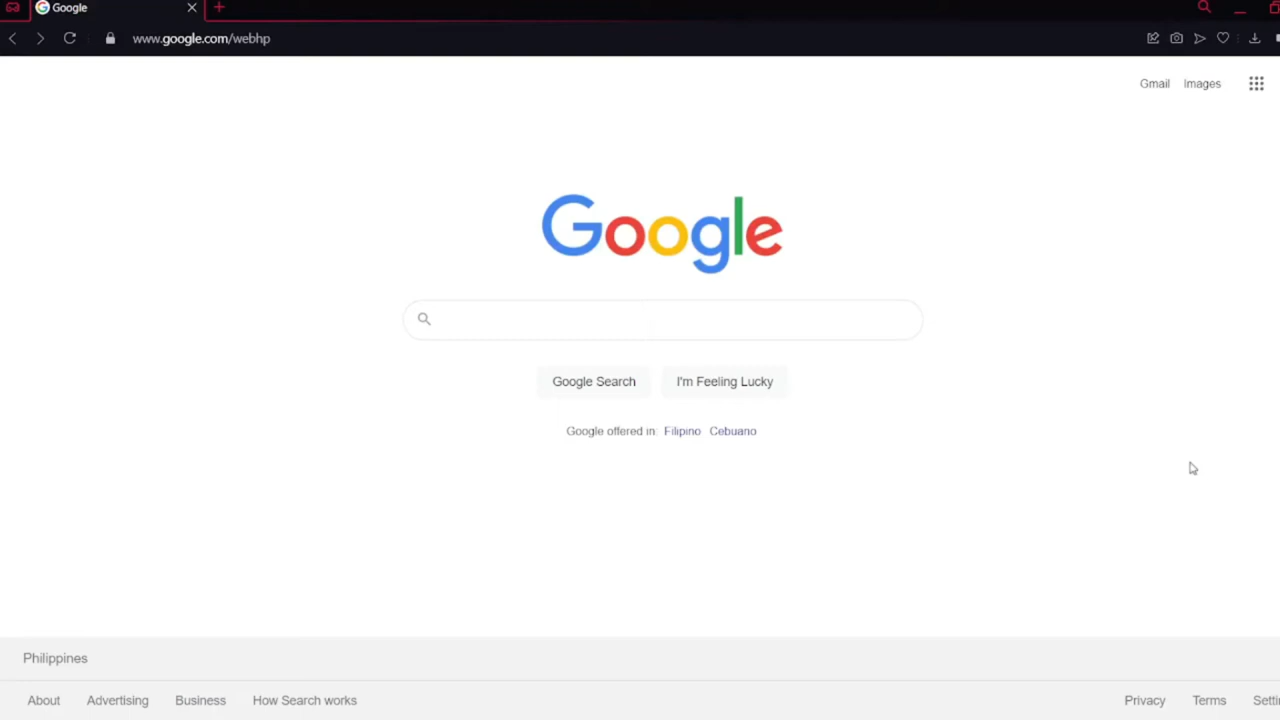 Google
www.google.com/webhp
Gmail Images
Google
Google Search I'm Feeling Lucky
Google offered in: Filipino Cebuano
Philippines
About Advertising Business How Search works Privacy Terms Setti